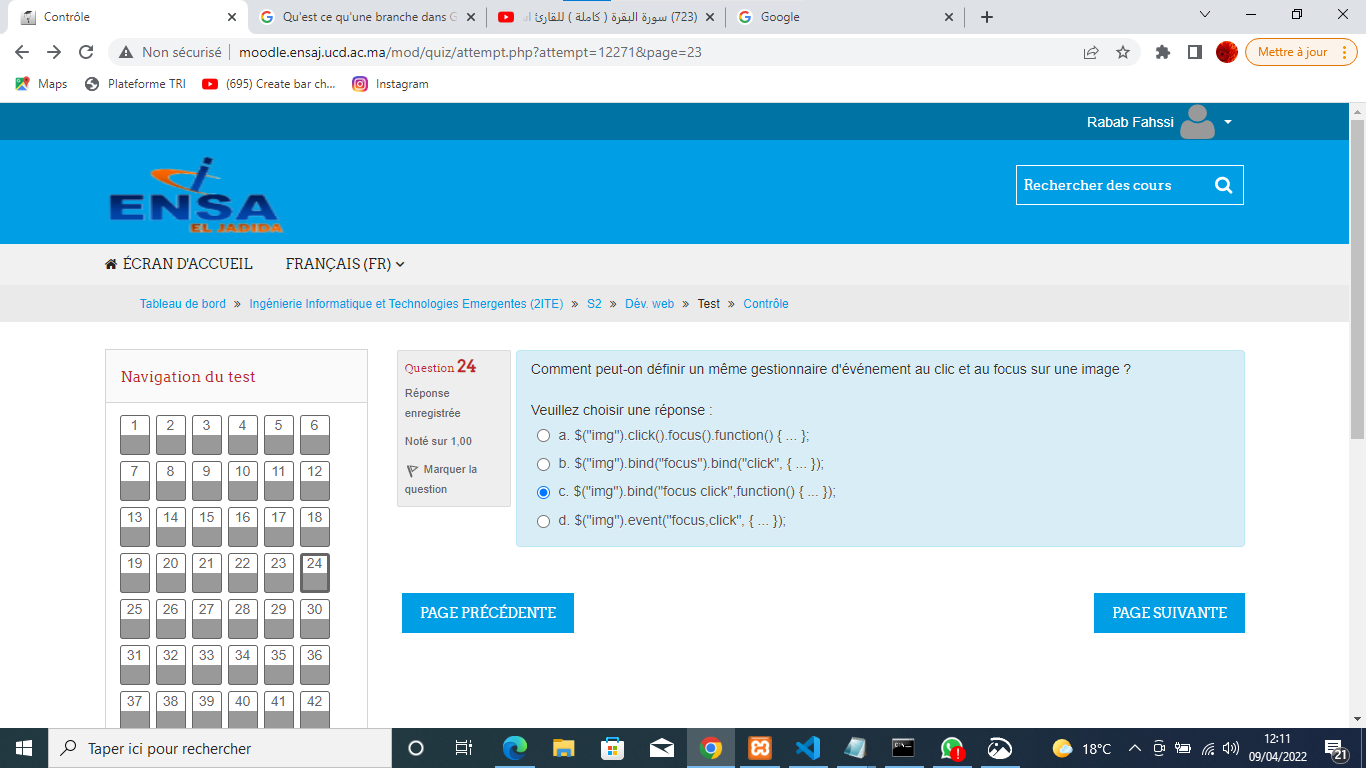 Contrôle
Qu'est ce qu'une branche dans G
(723) سورة البقرة ( كاملة ) للقارئ
Google
Non sécurisé
moodle.ensaj.ucd.ac.ma/mod/quiz/attempt.php?attempt=12271&page=23
Mettre à jour
Maps
Plateforme TRI
(695) Create bar ch...
Instagram
Rabab Fahssi
ENSA
EL JADIDA
Rechercher des cours
ÉCRAN D'ACCUEIL
FRANÇAIS (FR)
Tableau de bord » Ingénierie Informatique et Technologies Emergentes (2ITE) » S2 » Dév. web » Test » Contrôle
Navigation du test
1 2 3 4 5 6
7 8 9 10 11 12
13 14 15 16 17 18
19 20 21 22 23 24
25 26 27 28 29 30
31 32 33 34 35 36
37 38 39 40 41 42
Question 24
Réponse
enregistrée
Noté sur 1,00
Marquer la
question
Comment peut-on définir un même gestionnaire d'événement au clic et au focus sur une image ?
Veuillez choisir une réponse :
a. $("img").click().focus().function() { ... };
b. $("img").bind("focus").bind("click", { ... });
c. $("img").bind("focus click",function() { ... });
d. $("img").event("focus,click", { ... });
PAGE PRÉCÉDENTE
PAGE SUIVANTE
Taper ici pour rechercher
18°C
12:11
09/04/2022
21